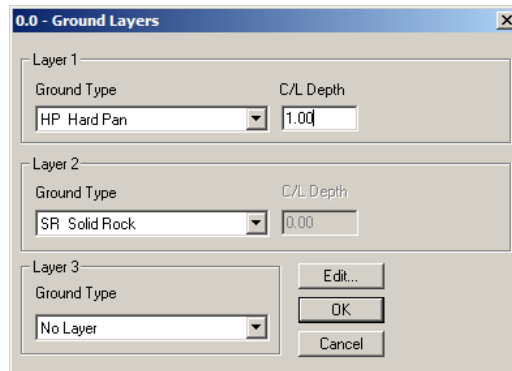 0.0 - Ground Layers
Layer 1
Ground Type C/L Depth
HP Hard Pan 1.00
Layer 2
Ground Type C/L Depth
SR Solid Rock 0.00
Layer 3
Ground Type
No Layer
Edit...
OK
Cancel